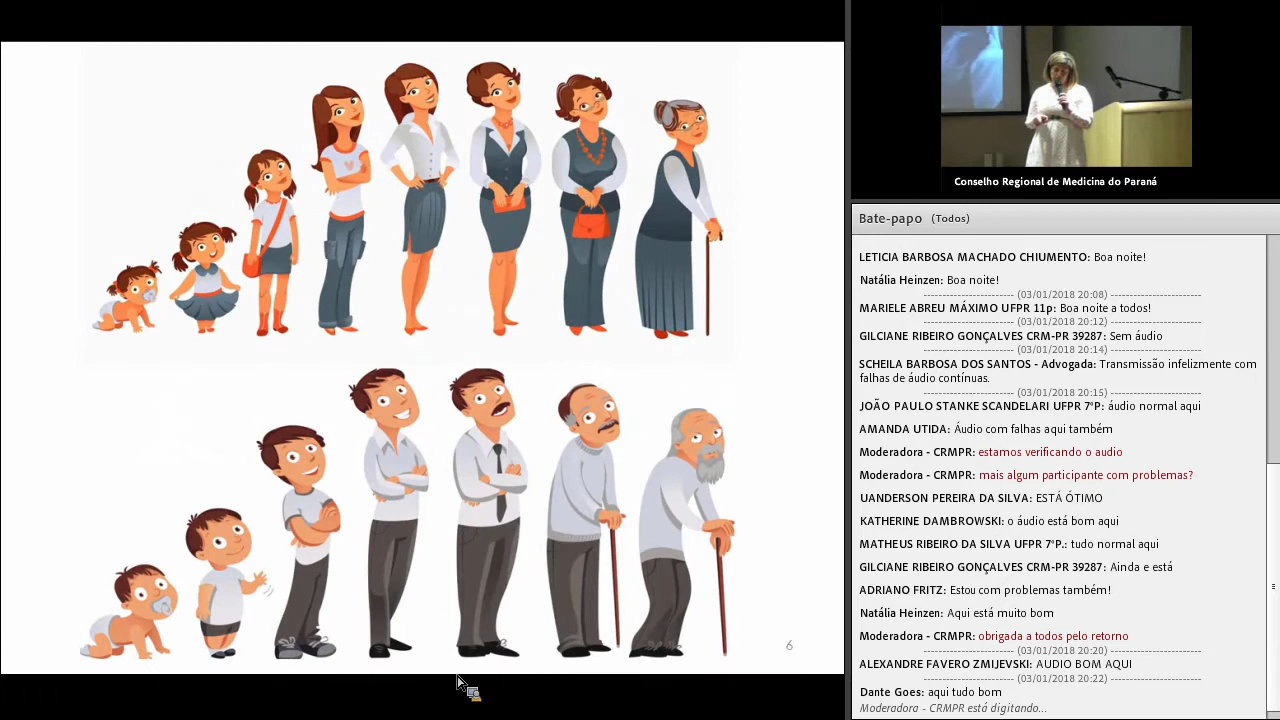 6
Conselho Regional de Medicina do Paraná
Bate-papo (Todos)
LETICIA BARBOSA MACHADO CHIUMENTO: Boa noite!
Natália Heinzen: Boa noite!
------------------- (03/01/2018 20:08) -------------------
MARIELE ABREU MÁXIMO UFPR 11p: Boa noite a todos!
------------------- (03/01/2018 20:12) -------------------
GILCIANE RIBEIRO GONÇALVES CRM-PR 39287: Sem áudio
------------------- (03/01/2018 20:14) -------------------
SCHEILA BARBOSA DOS SANTOS - Advogada: Transmissão infelizmente com
falhas de áudio contínuas.
------------------- (03/01/2018 20:15) -------------------
JOÃO PAULO STANKE SCANDELARI UFPR 7ºP: áudio normal aqui
AMANDA UTIDA: Áudio com falhas aqui também
Moderadora - CRMPR: estamos verificando o audio
Moderadora - CRMPR: mais algum participante com problemas?
UANDERSON PEREIRA DA SILVA: ESTÁ ÓTIMO
KATHERINE DAMBROWSKI: o áudio está bom aqui
MATHEUS RIBEIRO DA SILVA UFPR 7ºP.: tudo normal aqui
GILCIANE RIBEIRO GONÇALVES CRM-PR 39287: Ainda e está
ADRIANO FRITZ: Estou com problemas também!
Natália Heinzen: Aqui está muito bom
Moderadora - CRMPR: obrigada a todos pelo retorno
------------------- (03/01/2018 20:20) -------------------
ALEXANDRE FAVERO ZMIJEVSKI: AUDIO BOM AQUI
------------------- (03/01/2018 20:22) -------------------
Dante Goes: aqui tudo bom
Moderadora - CRMPR está digitando...